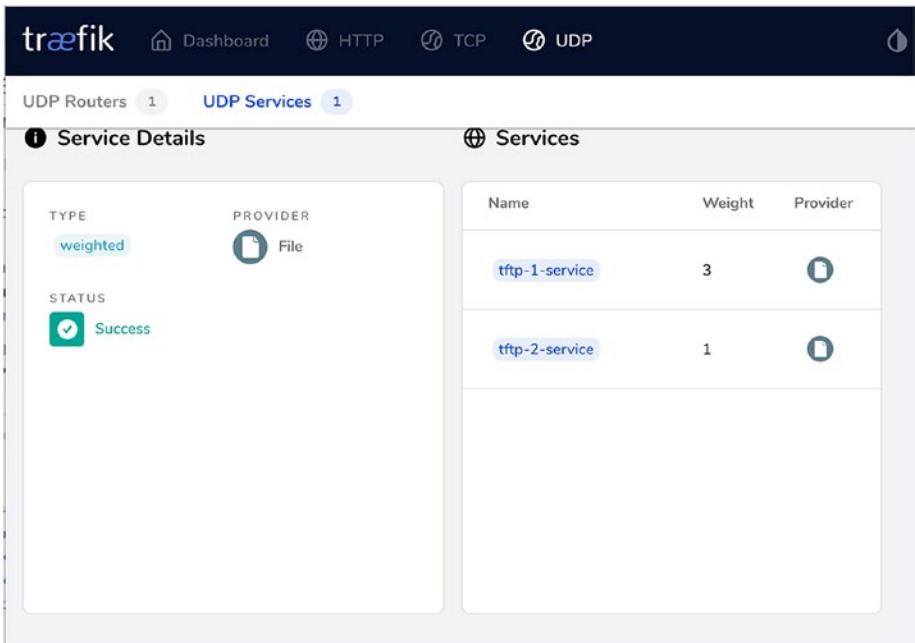 træfik Dashboard HTTP TCP UDP
UDP Routers 1 UDP Services 1
Service Details
TYPE PROVIDER
weighted File
STATUS
Success
Services
Name Weight Provider
tftp-1-service 3
tftp-2-service 1